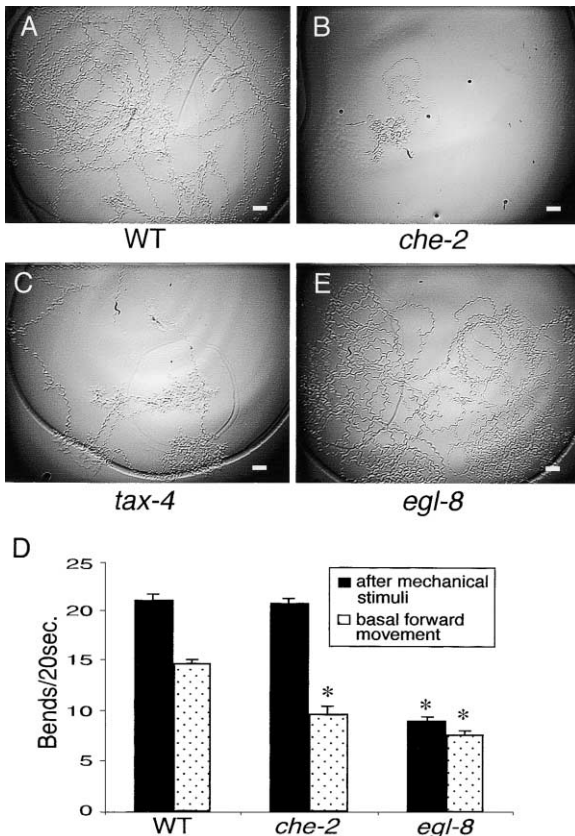 A
B
WT
che-2
C
E
tax-4
egl-8
D
Bends/20sec.
25
20
15
10
5
0
after mechanical
stimuli
basal forward
movement
*
*
*
WT
che-2
egl-8